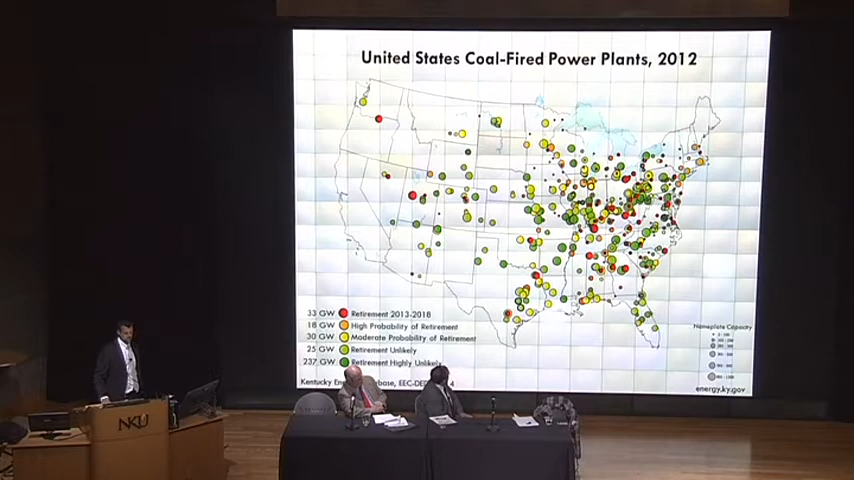 United States Coal-Fired Power Plants, 2012
33 GW Retirement 2013-2018
18 GW High Probability of Retirement
30 GW Moderate Probability of Retirement
25 GW Retirement Unlikely
237 GW Retirement Highly Unlikely
Nameplate Capacity
Kentucky
energy.ky.gov
NKU